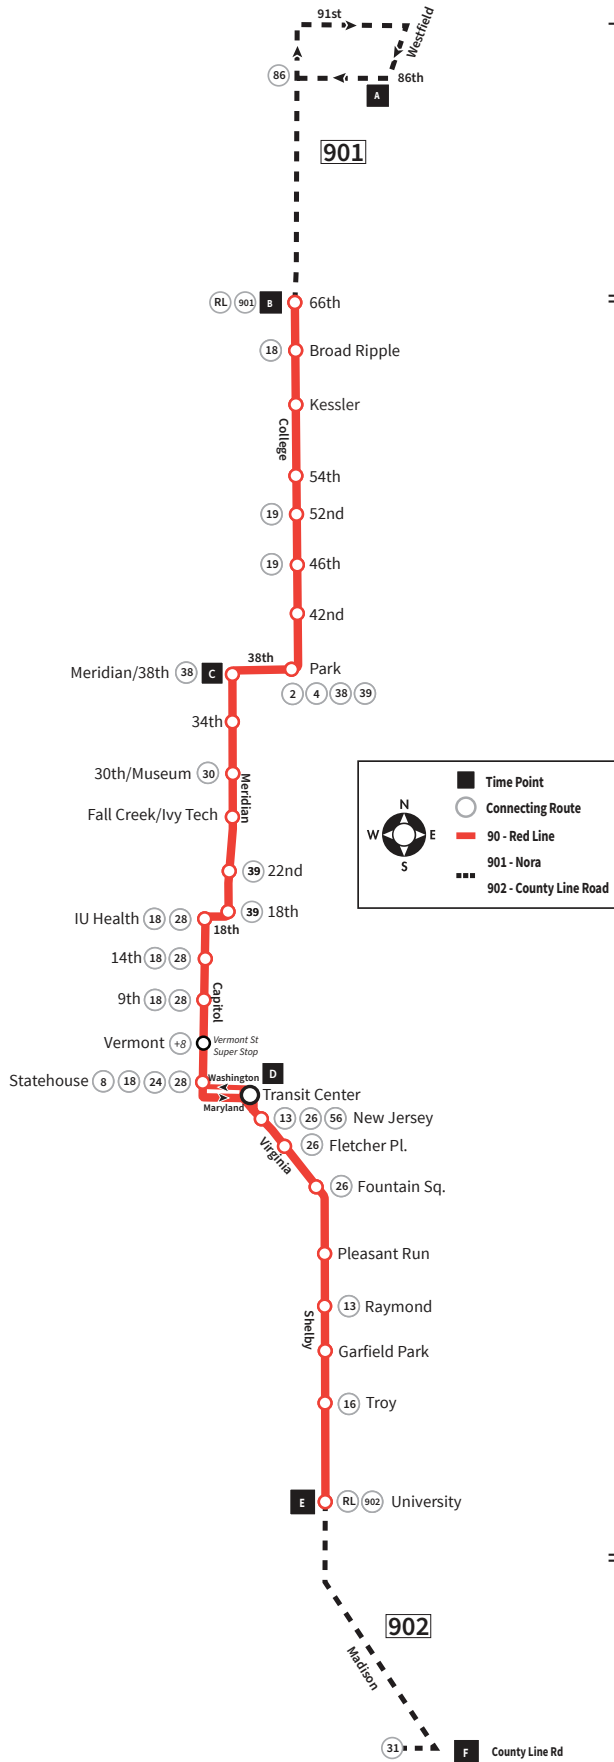 91st
Westfield
86
86th
A
901
RL 901 B 66th
18 Broad Ripple
Kessler
College
54th
19 52nd
19 46th
42nd
38th
Meridian/38th 38 C Park
2 4 38 39
34th
30th/Museum 30
Meridian
Fall Creek/Ivy Tech
39 22nd
39 18th
IU Health 18 28
18th
14th 18 28
9th 18 28
Capitol
Vermont +8 Vermont St
Super Stop
Statehouse 8 18 24 28
Washington
D
Transit Center
Maryland
13 26 56 New Jersey
Virginia
26 Fletcher Pl.
26 Fountain Sq.
Pleasant Run
13 Raymond
Shelby
Garfield Park
16 Troy
E RL 902 University
902
Madison
31 F County Line Rd
N
W E
S
Time Point
Connecting Route
90 - Red Line
901 - Nora
902 - County Line Road